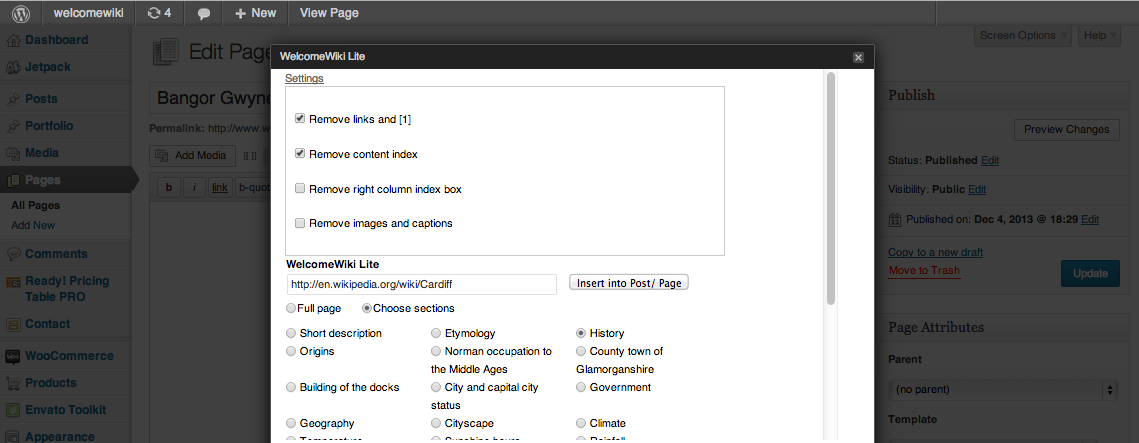 welcomewiki 4 + New View Page
Dashboard
Jetpack
Posts
Portfolio
Media
Pages
All Pages
Add New
Comments
Ready! Pricing
Table PRO
Contact
WooCommerce
Products
Envato Toolkit
Appearance
Edit Page
Screen Options
Help
Bangor Gwyne
Permalink: http://www.w
Add Media
b i link b-quot
WelcomeWiki Lite
Settings
Remove links and [1]
Remove content index
Remove right column index box
Remove images and captions
WelcomeWiki Lite
http://en.wikipedia.org/wiki/Cardiff Insert into Post/ Page
Full page Choose sections
Short description Etymology History
Origins Norman occupation to County town of
the Middle Ages Glamorganshire
Building of the docks City and capital city Government
status
Geography Cityscape Climate
Temperature Sunshine hours Rainfall
Publish
Preview Changes
Status: Published Edit
Visibility: Public Edit
Published on: Dec 4, 2013 @ 18:29 Edit
Copy to a new draft
Move to Trash
Update
Page Attributes
Parent
(no parent)
Template